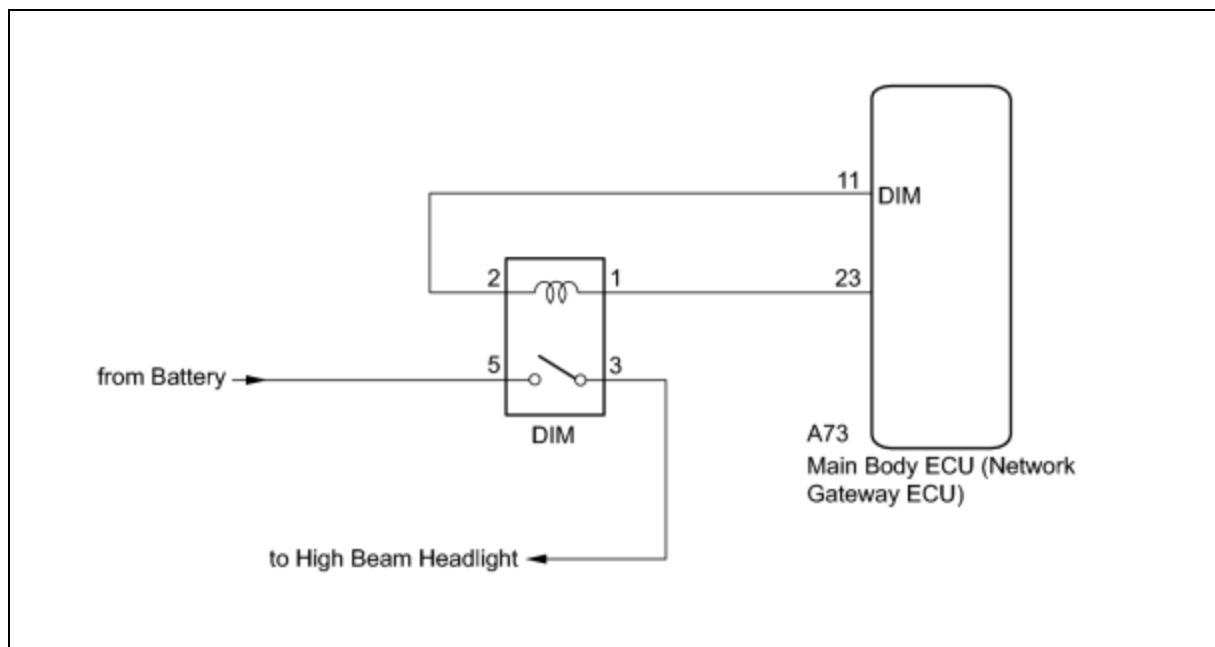 11
DIM
2
1
23
5
3
from Battery
DIM
A73
Main Body ECU (Network
Gateway ECU)
to High Beam Headlight